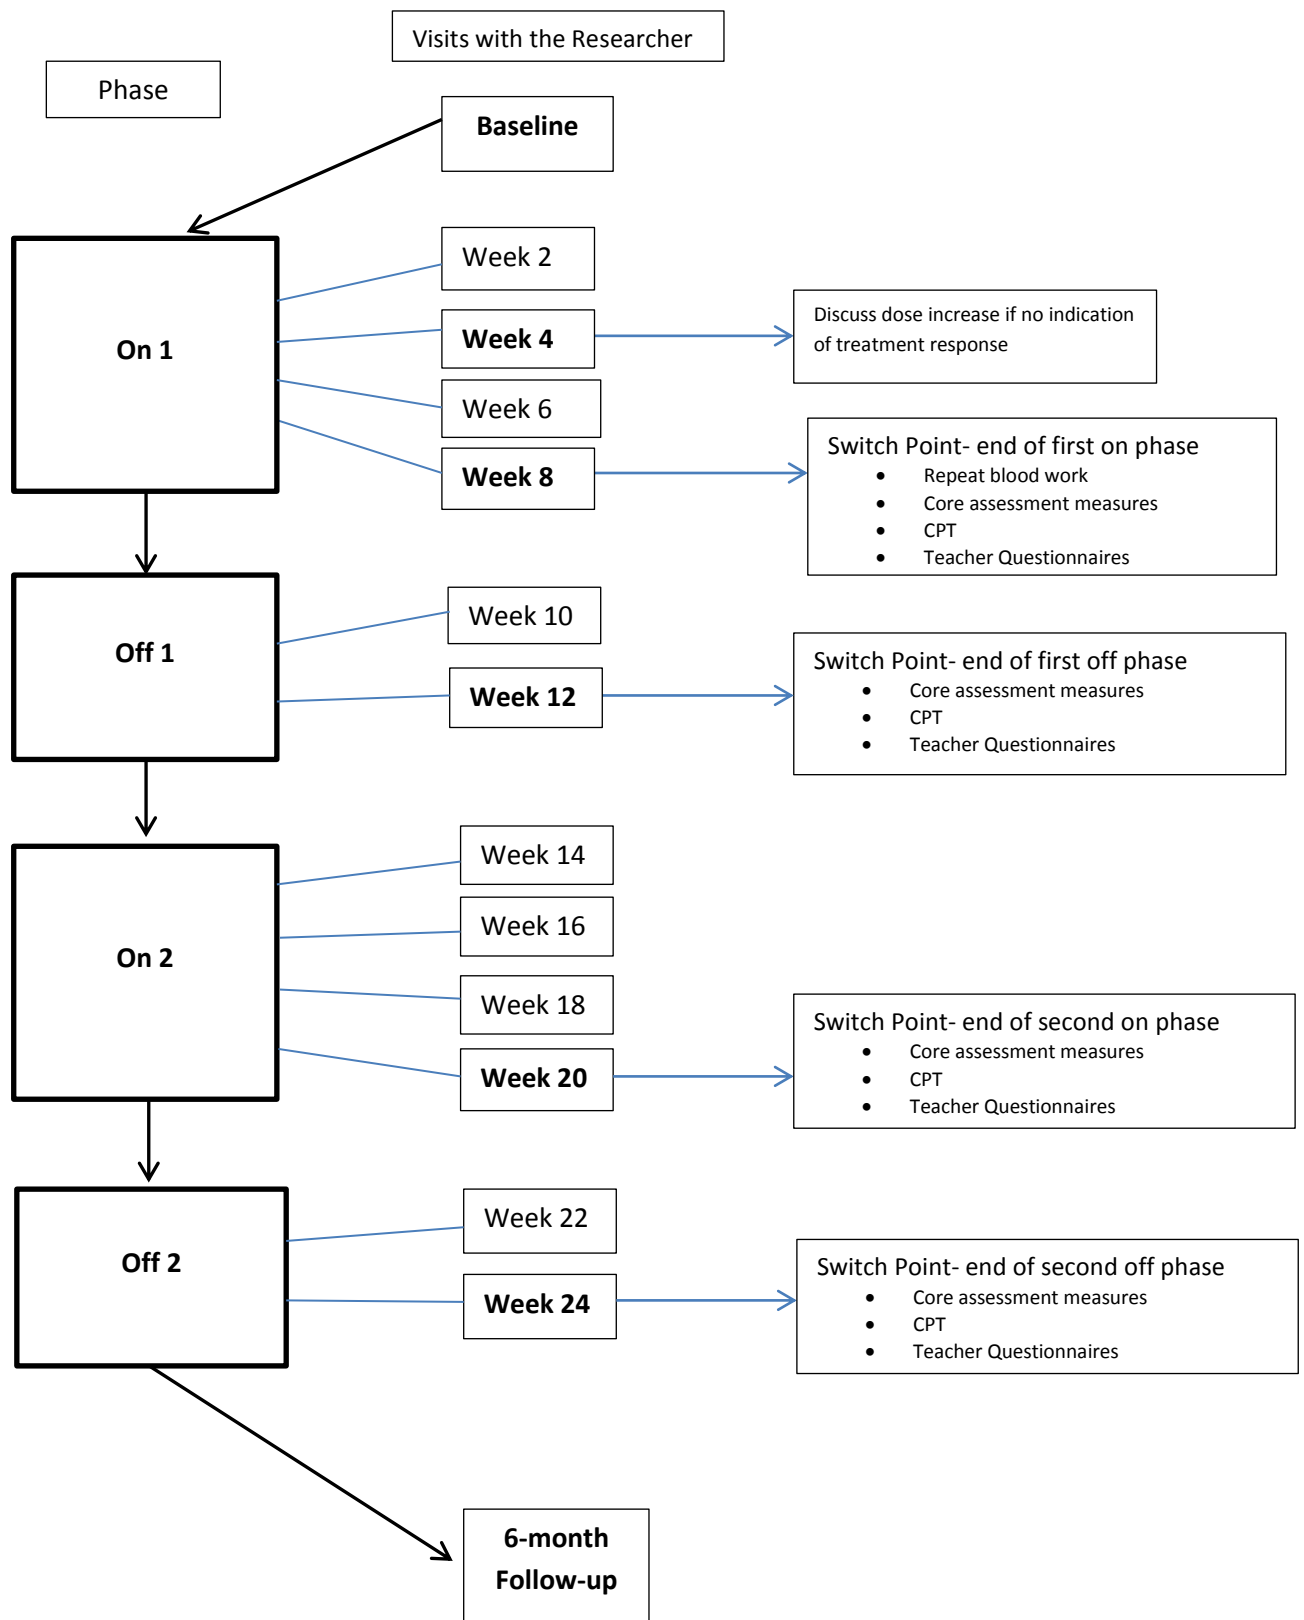 Visits with the Researcher
Phase
Baseline
On 1
Week 2
Week 4
Discuss dose increase if no indication
of treatment response
Week 6
Week 8
Switch Point- end of first on phase
• Repeat blood work
• Core assessment measures
• CPT
• Teacher Questionnaires
Off 1
Week 10
Week 12
Switch Point- end of first off phase
• Core assessment measures
• CPT
• Teacher Questionnaires
On 2
Week 14
Week 16
Week 18
Week 20
Switch Point- end of second on phase
• Core assessment measures
• CPT
• Teacher Questionnaires
Off 2
Week 22
Week 24
Switch Point- end of second off phase
• Core assessment measures
• CPT
• Teacher Questionnaires
6-month
Follow-up